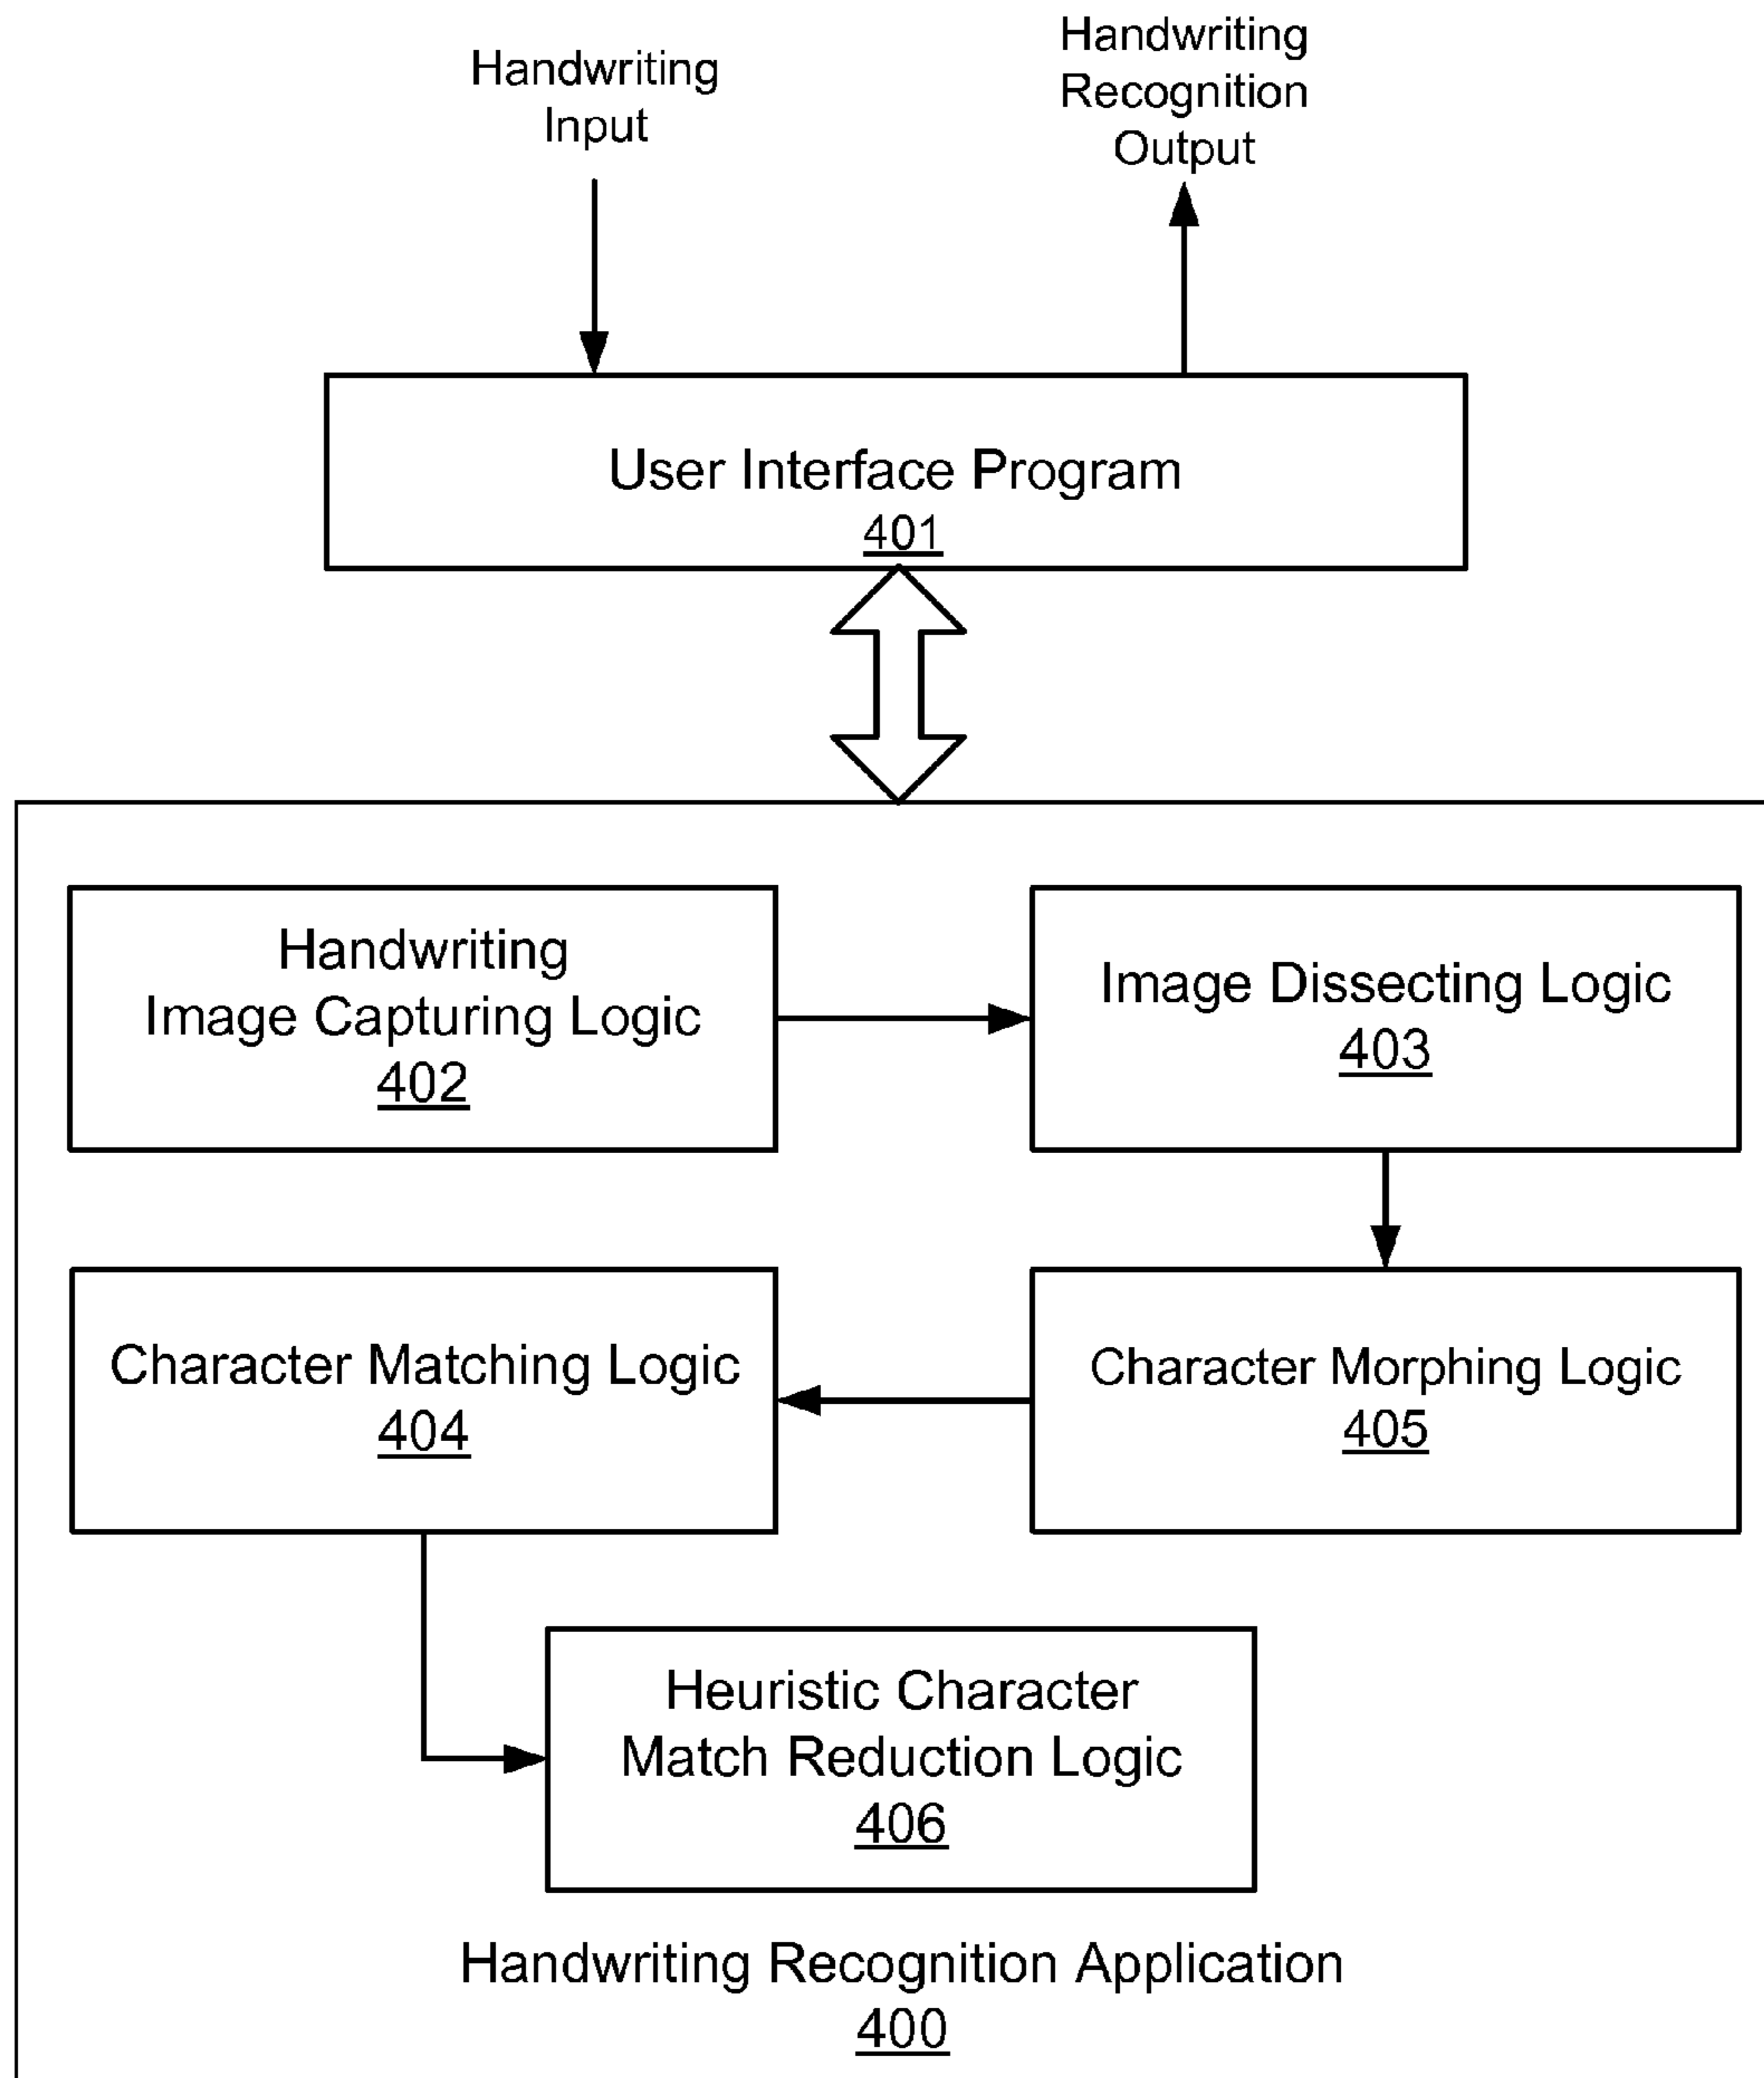 Handwriting
Input
Handwriting
Recognition
Output
User Interface Program
401
Handwriting
Image Capturing Logic
402
Image Dissecting Logic
403
Character Matching Logic
404
Character Morphing Logic
405
Heuristic Character
Match Reduction Logic
406
Handwriting Recognition Application
400